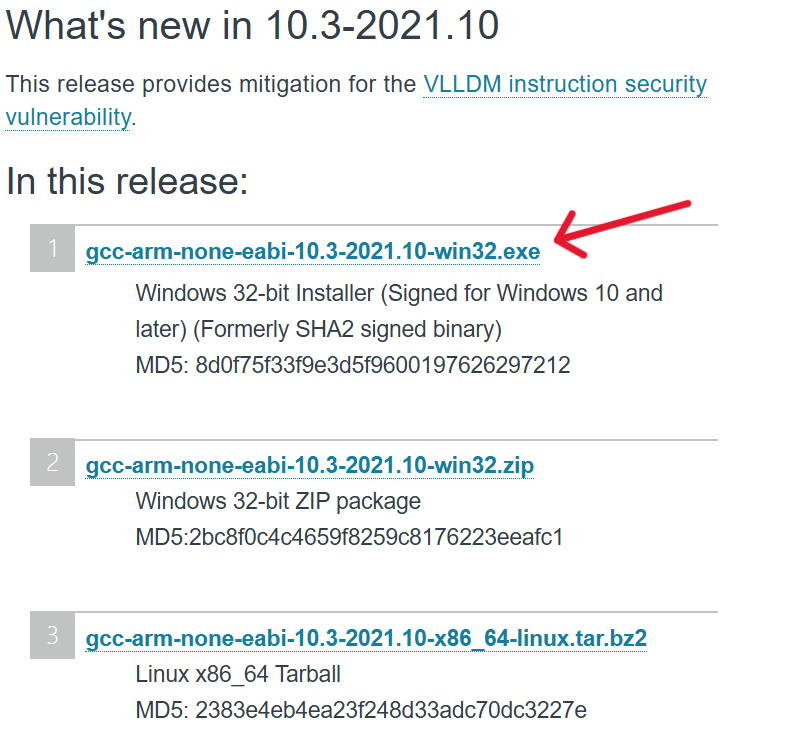 What's new in 10.3-2021.10
This release provides mitigation for the VLLDM instruction security
vulnerability.
In this release:
1
gcc-arm-none-eabi-10.3-2021.10-win32.exe
Windows 32-bit Installer (Signed for Windows 10 and
later) (Formerly SHA2 signed binary)
MD5: 8d0f75f33f9e3d5f9600197626297212
2
gcc-arm-none-eabi-10.3-2021.10-win32.zip
Windows 32-bit ZIP package
MD5:2bc8f0c4c4659f8259c8176223eeafc1
3
gcc-arm-none-eabi-10.3-2021.10-x86_64-linux.tar.bz2
Linux x86_64 Tarball
MD5: 2383e4eb4ea23f248d33adc70dc3227e